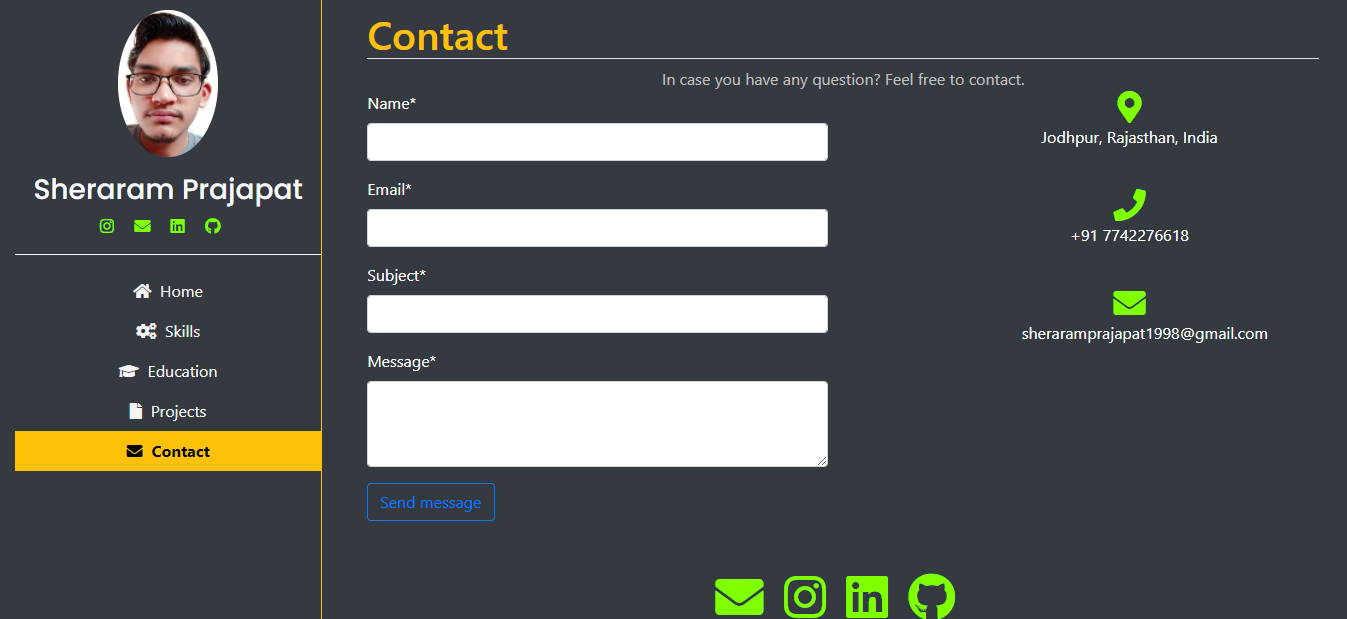 Sheraram Prajapat
Home
Skills
Education
Projects
Contact
Contact
In case you have any question? Feel free to contact.
Name*
Email*
Subject*
Message*
Send message
Jodhpur, Rajasthan, India
+91 7742276618
sheraramprajapat1998@gmail.com